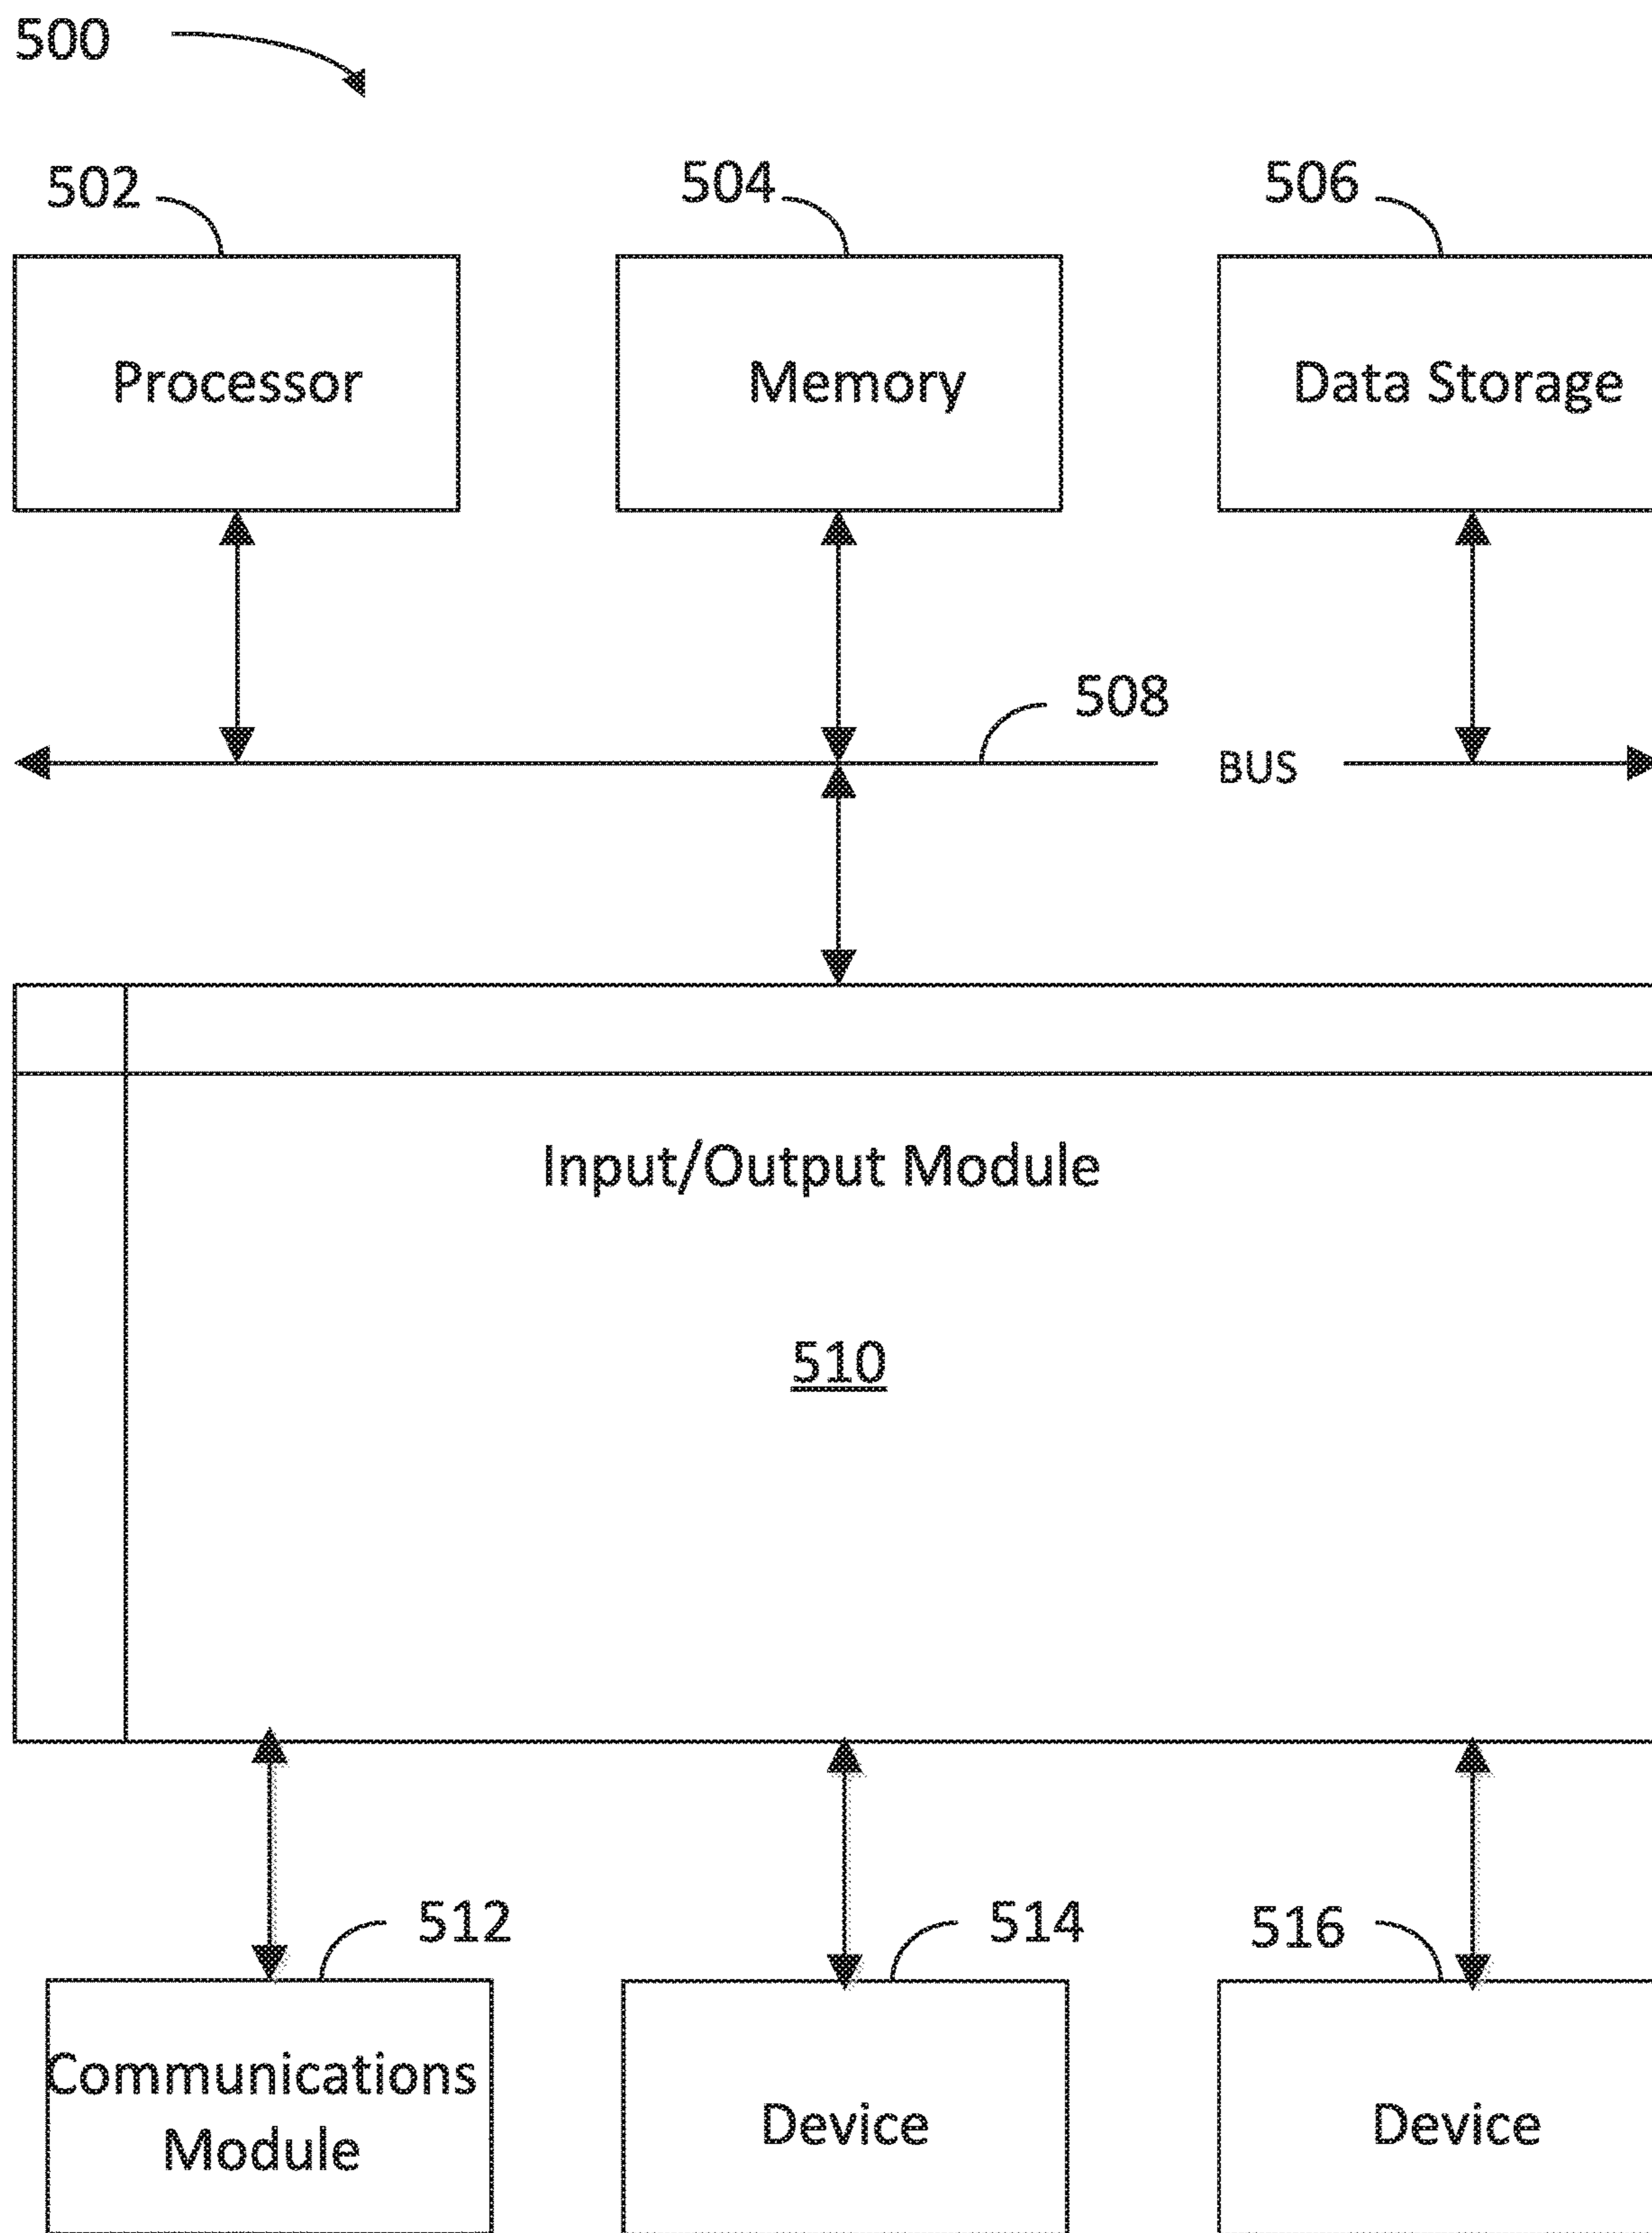 500
502
504
506
Processor
Memory
Data Storage
508
BUS
Input/Output Module
510
512
514
516
Communications
Module
Device
Device